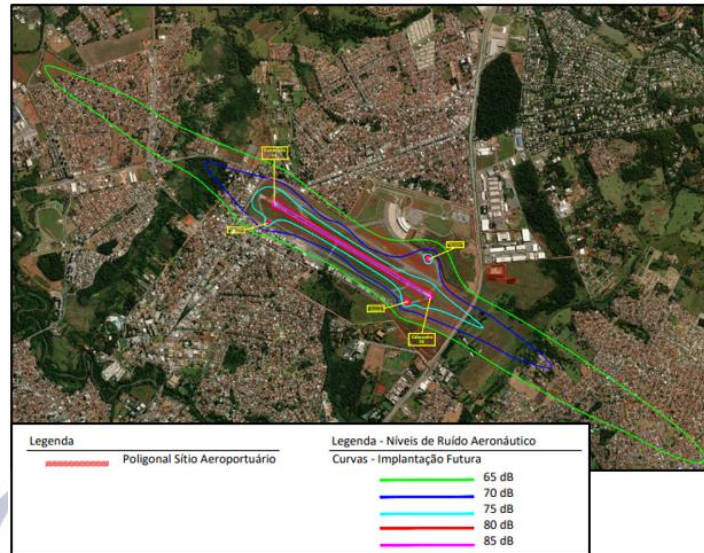 Legenda
Poligonal Sítio Aeroportuário
Legenda - Níveis de Ruído Aeronáutico
Curvas - Implantação Futura
65 dB
70 dB
75 dB
80 dB
85 dB